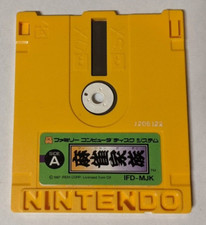 ファミリー コンピュータ ディスク システム
SIDE
A
麻雀家族
IFD-MJK
NINTENDO